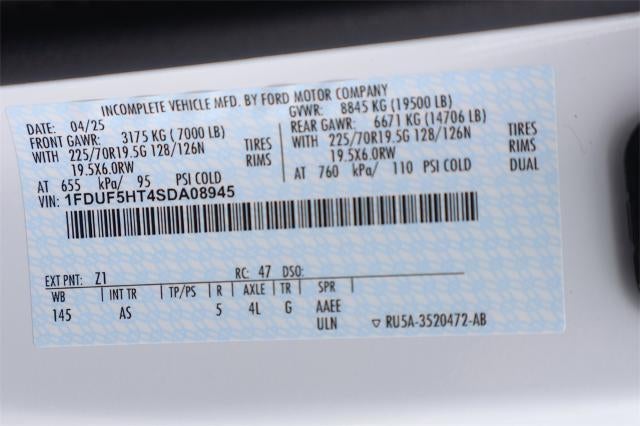 INCOMPLETE VEHICLE MFD. BY FORD MOTOR COMPANY
DATE: 04/25 GVWR: 8845 KG (19500 LB)
FRONT GAWR: 3175 KG (7000 LB) REAR GAWR: 6671 KG (14706 LB)
WITH 225/70R19.5G 128/126N TIRES WITH 225/70R19.5G 128/126N TIRES
19.5X6.0RW RIMS 19.5X6.0RW RIMS
AT 655 kPa/ 95 PSI COLD AT 760 kPa/ 110 PSI COLD DUAL
VIN: 1FDUF5HT4SDA08945
EXT PNT: Z1 RC: 47 DSO:
WB INT TR TP/PS R AXLE TR SPR
145 AS 5 4L G AAEE
ULN ▽ RU5A-3520472-AB